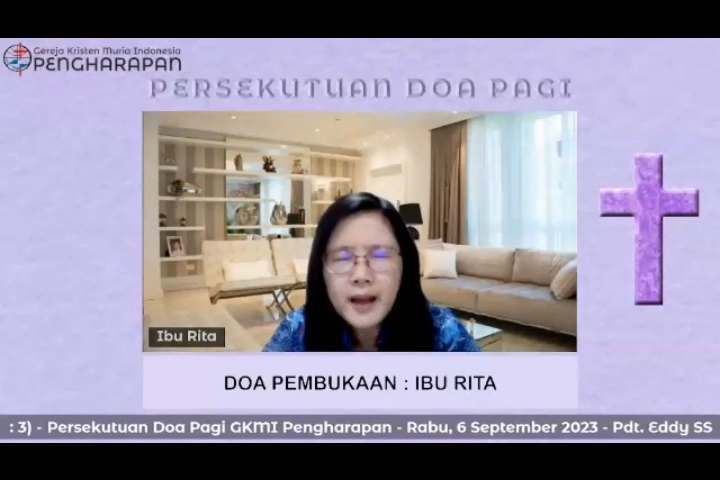 Gereja Kristen Muria Indonesia
PENGHARAPAN
PERSEKUTUAN DOA PAGI
Ibu Rita
DOA PEMBUKAAN : IBU RITA
: 3) - Persekutuan Doa Pagi GKMI Pengharapan - Rabu, 6 September 2023 - Pdt. Eddy SS